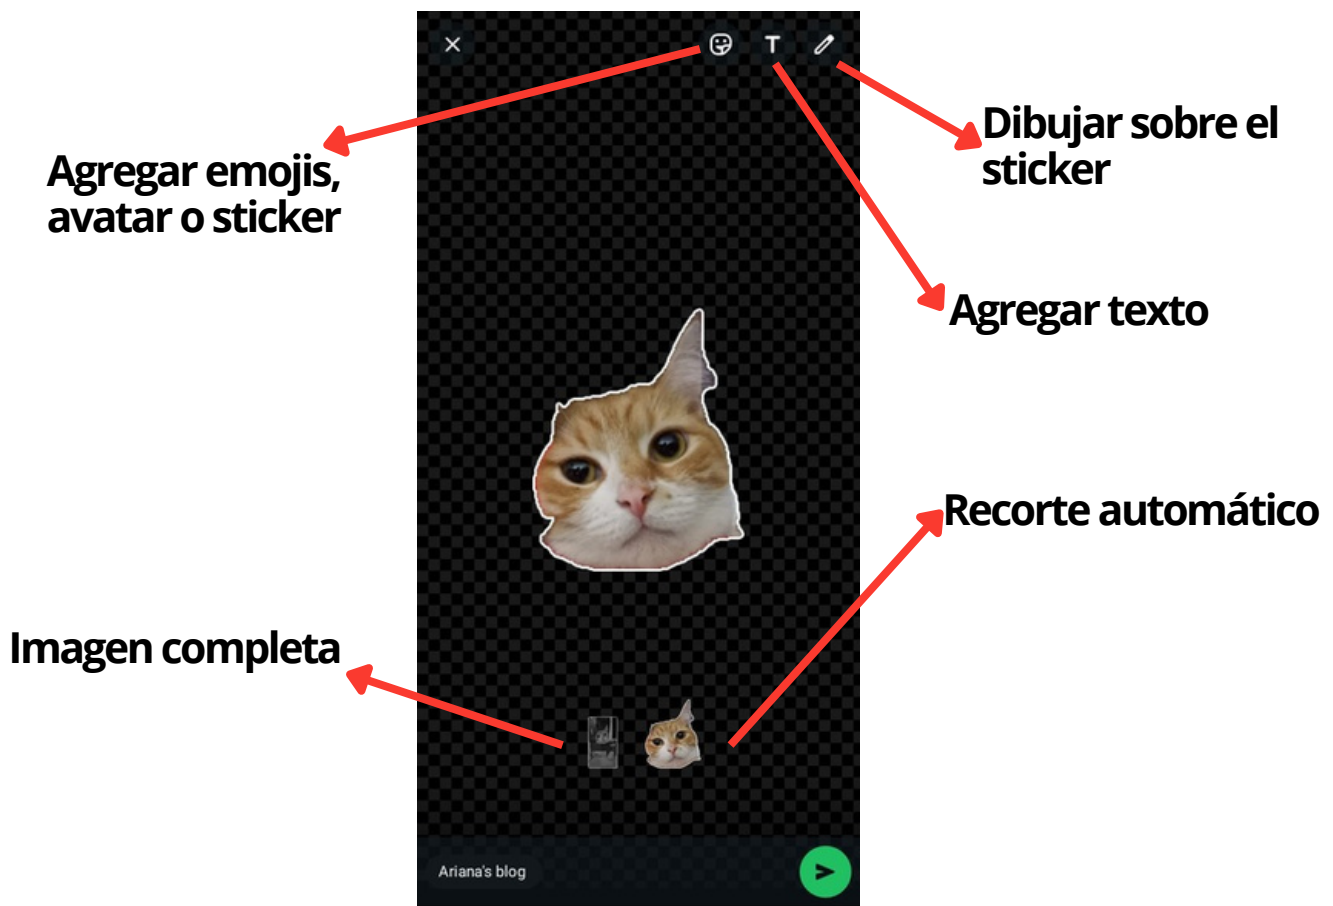 T
Dibujar sobre el
sticker
Agregar emojis,
avatar o sticker
Agregar texto
Recorte automático
Imagen completa
Ariana's blog